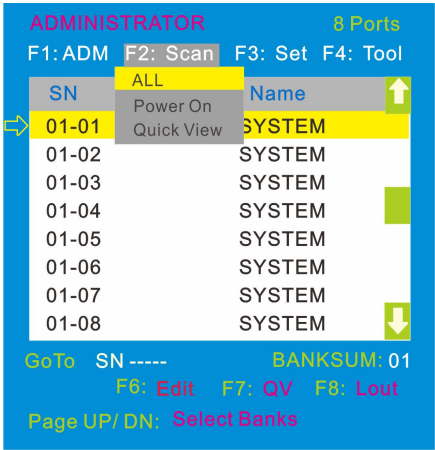 ADMINISTRATOR 8 Ports
F1: ADM F2: Scan F3: Set F4: Tool
SN Name
ALL
Power On
Quick View
01-01 SYSTEM
01-02 SYSTEM
01-03 SYSTEM
01-04 SYSTEM
01-05 SYSTEM
01-06 SYSTEM
01-07 SYSTEM
01-08 SYSTEM
GoTo SN ----- BANKSUM: 01
F6: Edit F7: QV F8: Lout
Page UP/ DN: Select Banks